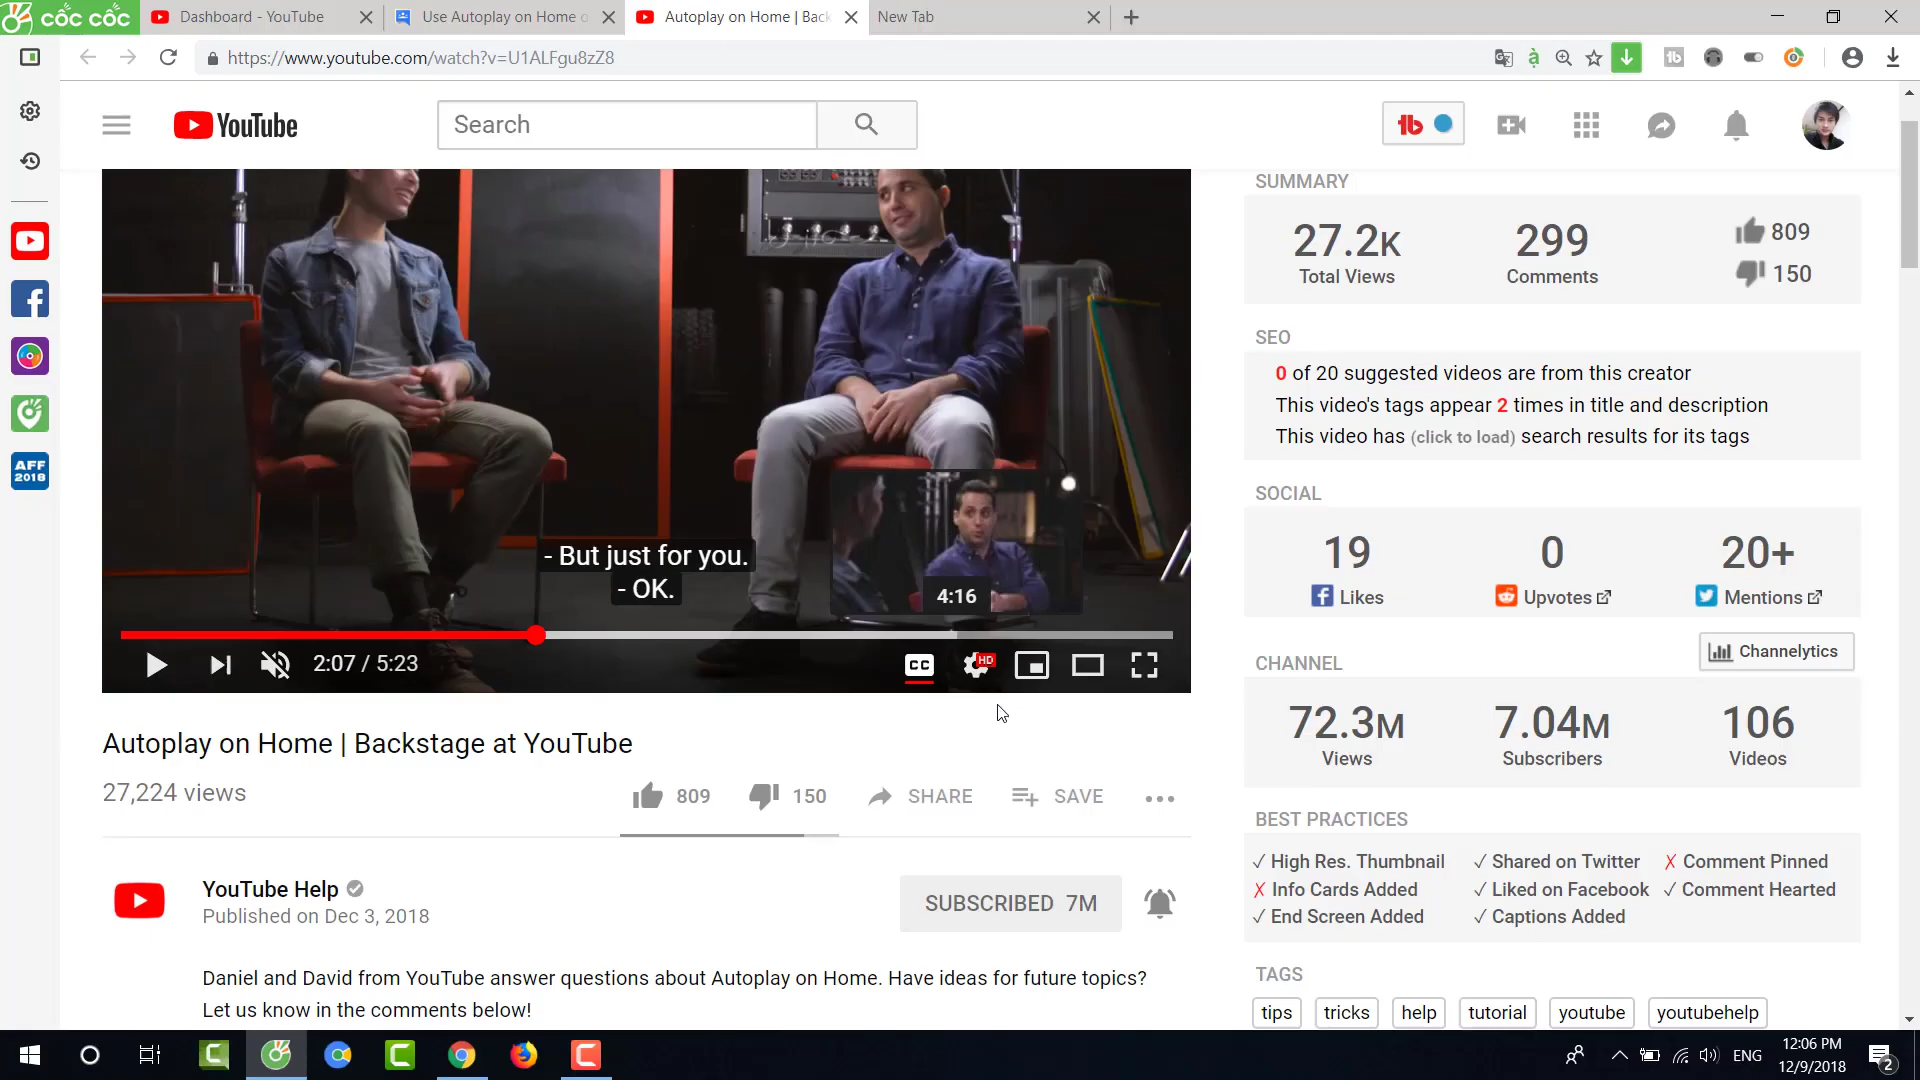 cốc cốc
Dashboard - YouTube
Use Autoplay on Home o
Autoplay on Home | Back
New Tab
https://www.youtube.com/watch?v=U1ALFgu8zZ8
YouTube
Search
AFF
2018
SUMMARY
27.2K
Total Views
299
Comments
809
150
SEO
0 of 20 suggested videos are from this creator
This video's tags appear 2 times in title and description
This video has (click to load) search results for its tags
SOCIAL
19
Likes
0
Upvotes
20+
Mentions
CHANNEL
Channelytics
72.3M
Views
7.04M
Subscribers
106
Videos
BEST PRACTICES
✓ High Res. Thumbnail
✓ Shared on Twitter
✗ Comment Pinned
✗ Info Cards Added
✓ Liked on Facebook
✓ Comment Hearted
✓ End Screen Added
✓ Captions Added
TAGS
tips
tricks
help
tutorial
youtube
youtubehelp
- But just for you.
- OK.
4:16
2:07 / 5:23
CC
HD
Autoplay on Home | Backstage at YouTube
27,224 views
809
150
SHARE
SAVE
YouTube Help
Published on Dec 3, 2018
SUBSCRIBED 7M
Daniel and David from YouTube answer questions about Autoplay on Home. Have ideas for future topics?
Let us know in the comments below!
ENG
12:06 PM
12/9/2018
2